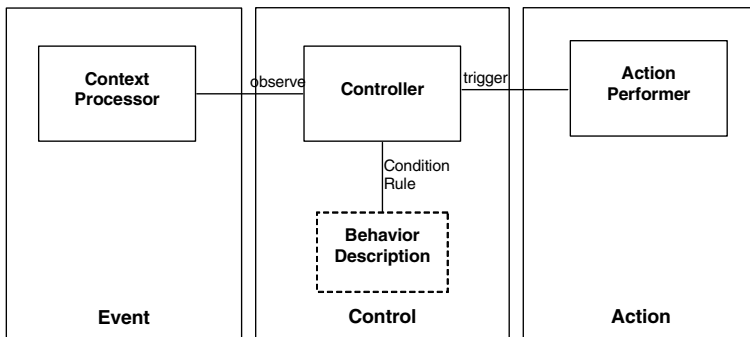 Context
Processor
observe
Controller
trigger
Action
Performer
Condition
Rule
Behavior
Description
Event
Control
Action